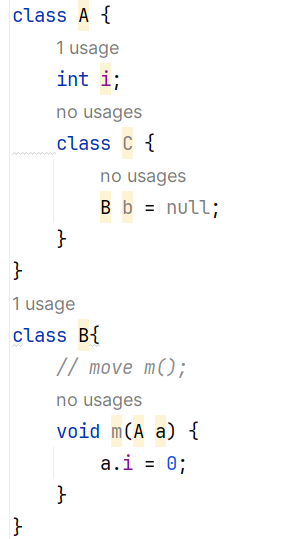 class A {
1 usage
int i;
no usages
class C {
no usages
B b = null;
}
}
1 usage
class B{
// move m();
no usages
void m(A a) {
a.i = 0;
}
}